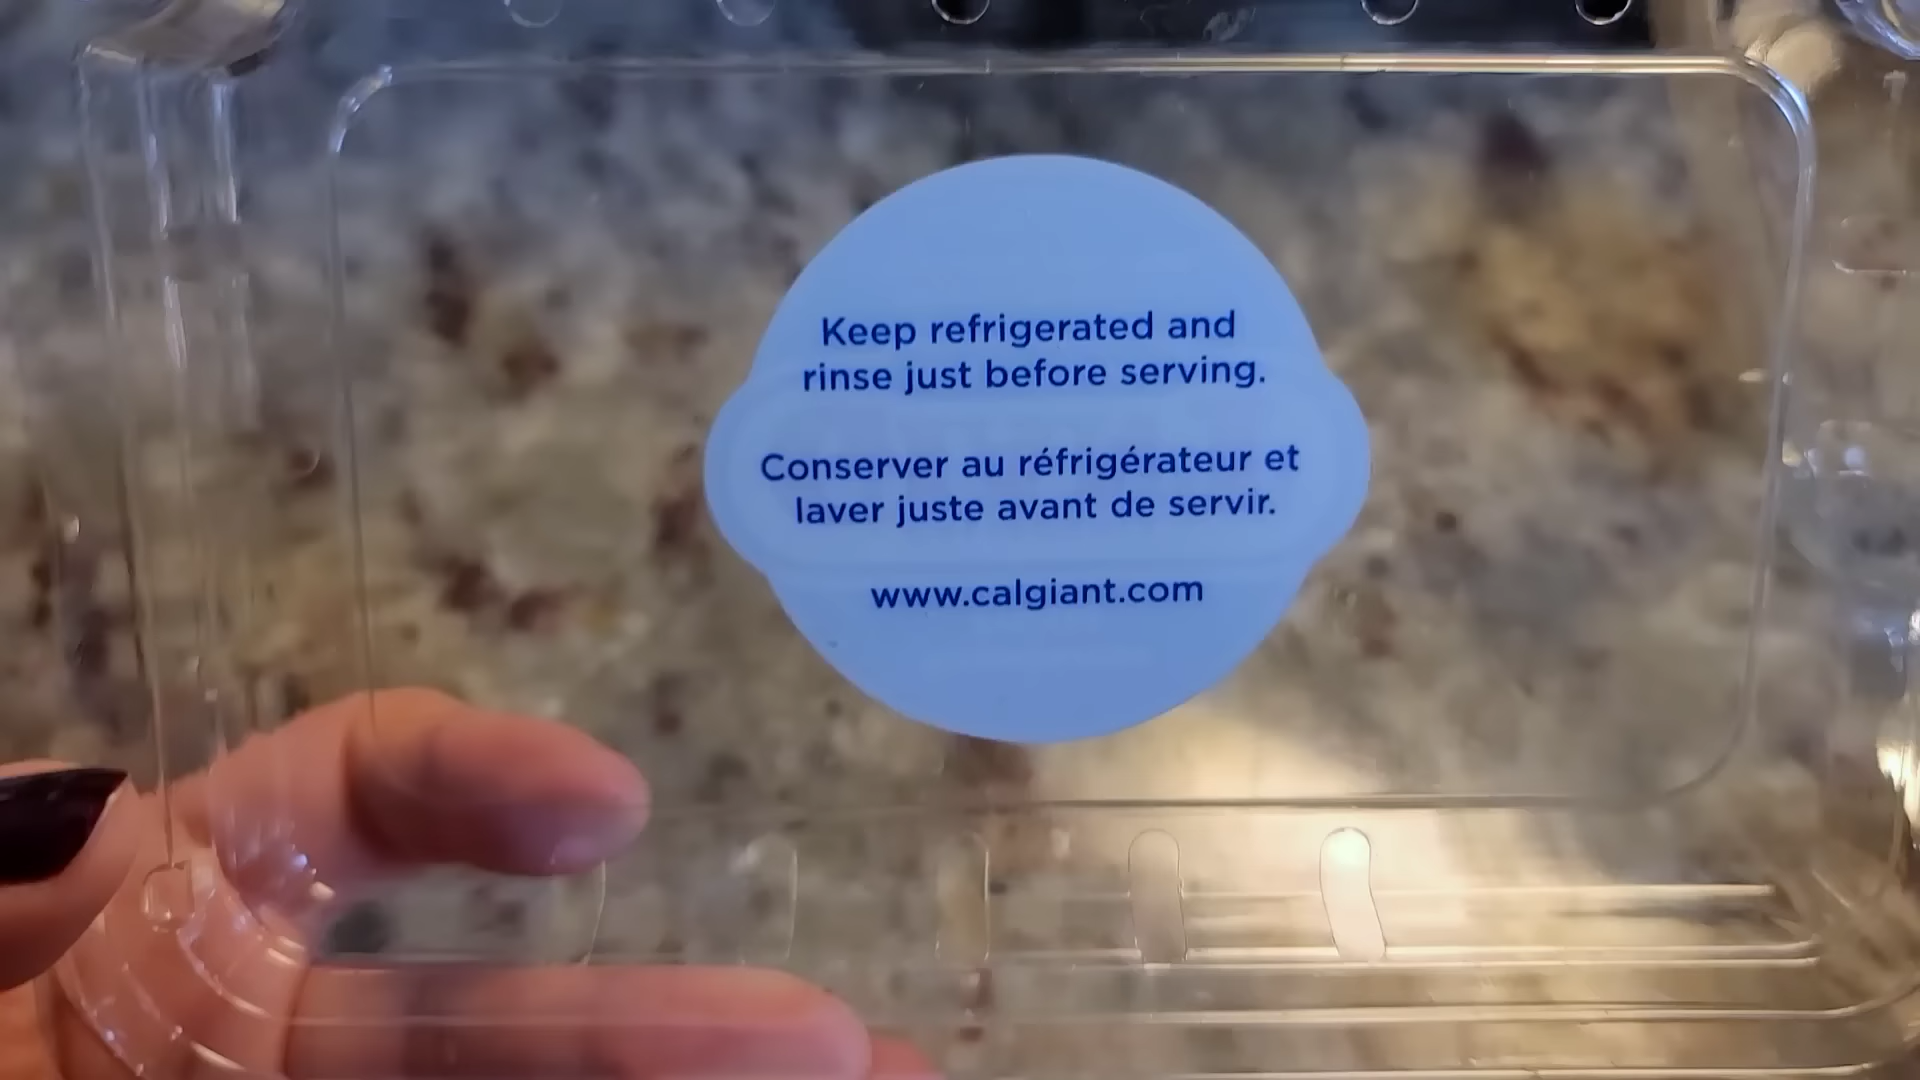 Keep refrigerated and
rinse just before serving.
Conserver au réfrigérateur et
laver juste avant de servir.
www.calgiant.com